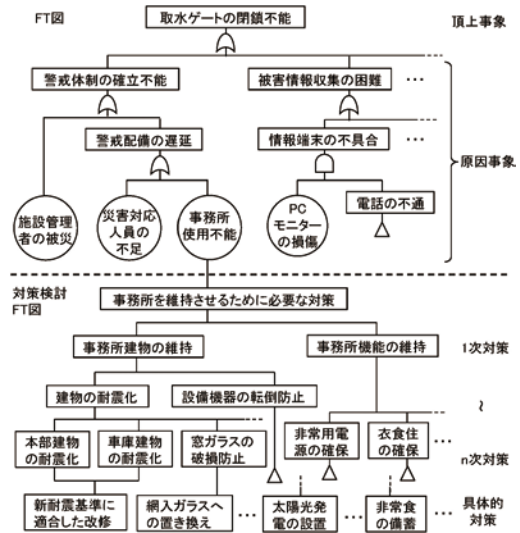 FT図
取水ゲートの閉鎖不能
頂上事象
警戒体制の確立不能
被害情報収集の困難
…
警戒配備の遅延
情報端末の不具合
…
原因事象
施設管理
者の被災
災害対応
人員の
不足
事務所
使用不能
PC
モニター
の損傷
電話の不通
対策検討
FT図
事務所を維持させるために必要な対策
事務所建物の維持
事務所機能の維持
1次対策
建物の耐震化
設備機器の転倒防止
~
本部建物
の耐震化
車庫建物
の耐震化
窓ガラスの
破損防止
非常用電
源の確保
衣食住
の確保
…
n次対策
新耐震基準に
適合した改修
網入ガラスへ
の置き換え
…
太陽光発
電の設置
…
非常食
の備蓄
…
具体的
対策